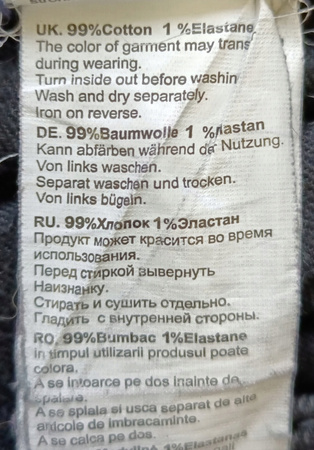 UK. 99%Cotton 1 %Elastane.
The color of garment may trans
during wearing.
Turn inside out before washin
Wash and dry separately.
Iron on reverse.
DE. 99%Baumwolle 1 %rlastan
Kann abfärben während der Nutzung.
Von links waschen.
Separat waschen und trocken.
Von links bügeln.
RU. 99%Хлопок 1%Эластан
Продукт может красится во время
использования.
Перед стиркой вывернуть
Наизнанку.
Стирать и сушить отдельно.
Гладить с внутренней стороны.
RO. 99%Bumbac 1%Elastane
In timpul utilizarii produsul poate
colora.
A se intoarce pe dos inainte de
spalare.
A se spala si usca separat de alte
articole de imbracaminte.
A se calca pe dos.
1%Elastanas